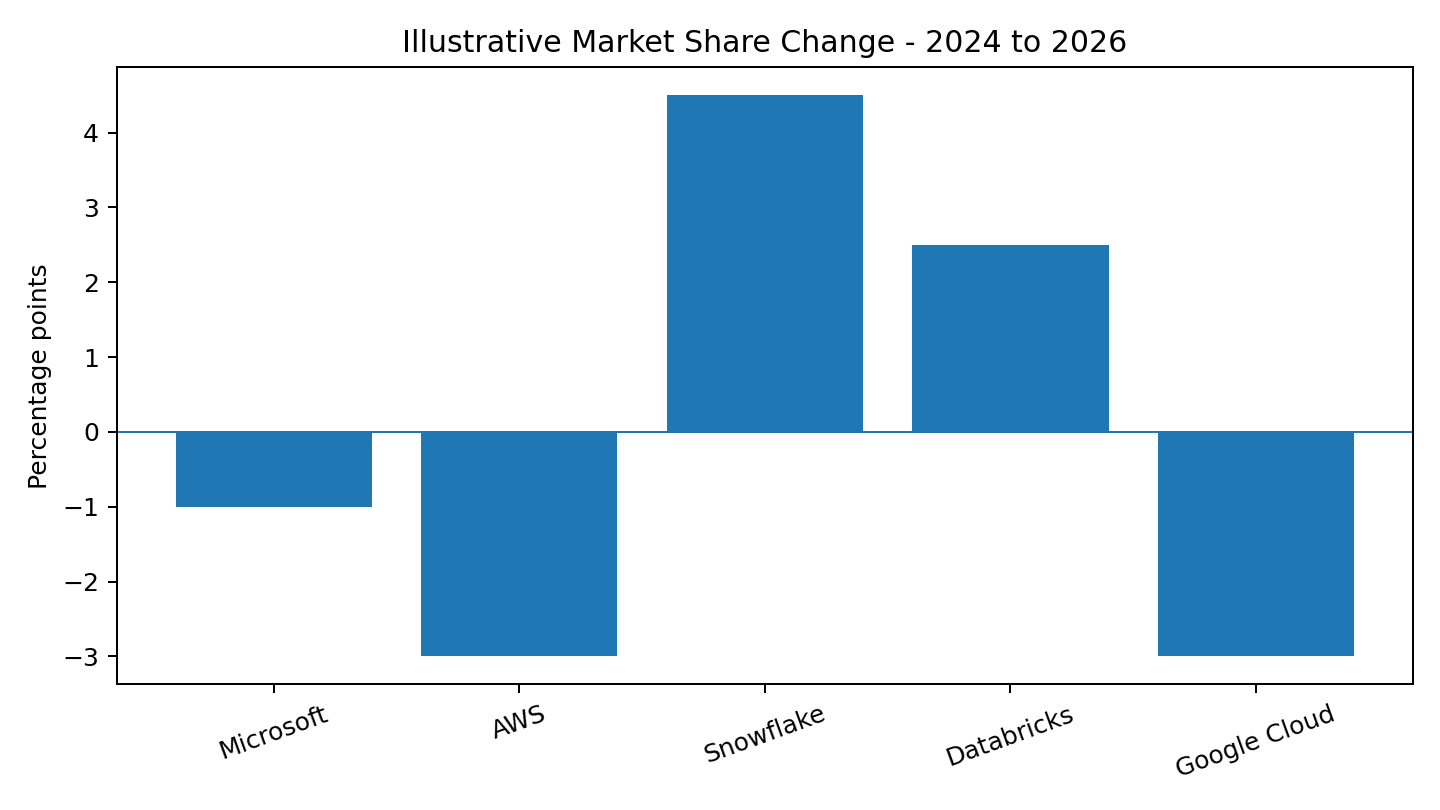 Illustrative Market Share Change - 2024 to 2026
Percentage points
4
3
2
1
0
−1
−2
−3
Microsoft
AWS
Snowflake
Databricks
Google Cloud